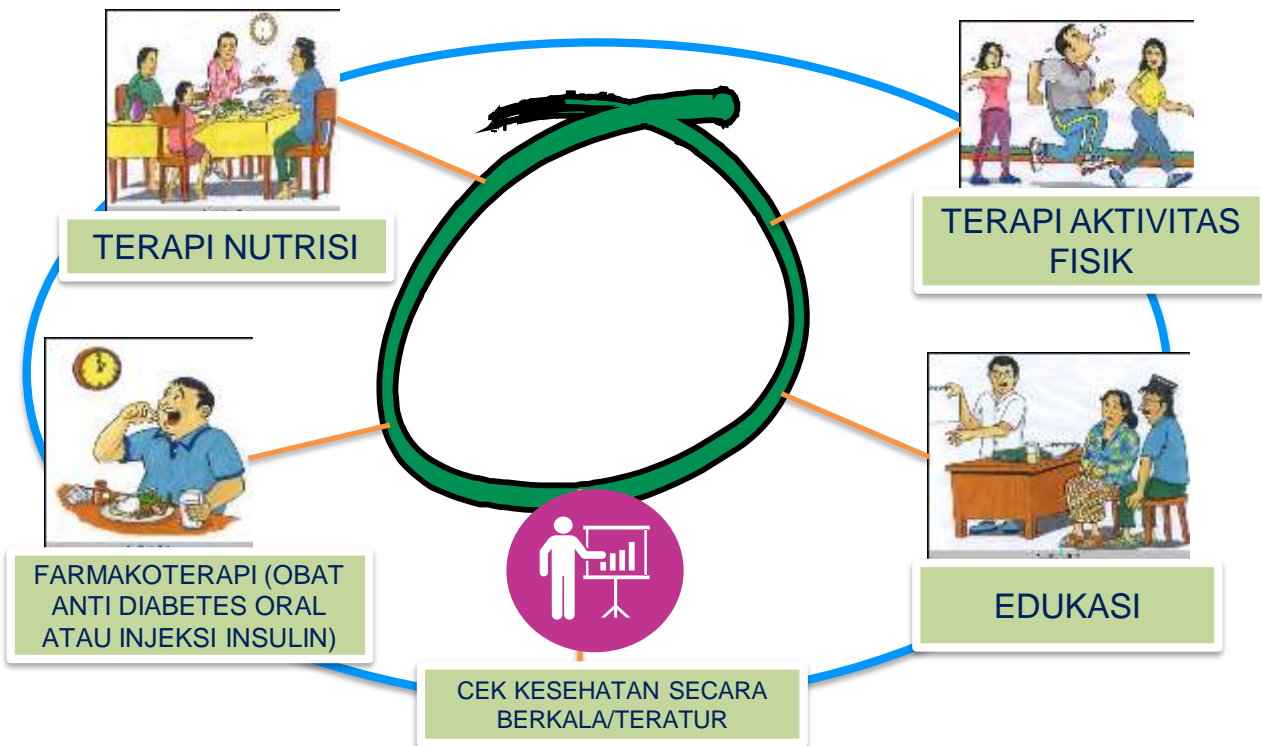 TERAPI NUTRISI
TERAPI AKTIVITAS
FISIK
FARMAKOTERAPI (OBAT
ANTI DIABETES ORAL
ATAU INJEKSI INSULIN)
EDUKASI
CEK KESEHATAN SECARA
BERKALA/TERATUR